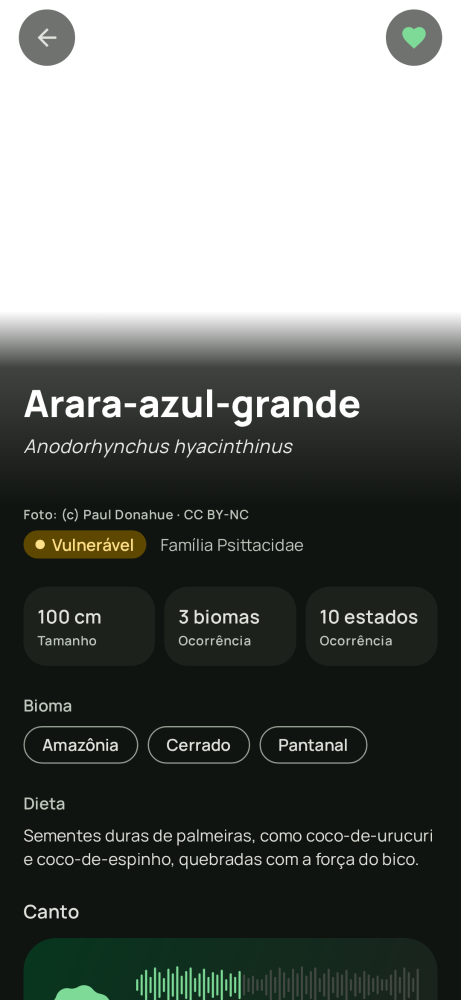 Arara-azul-grande
Anodorhynchus hyacinthinus
Foto: (c) Paul Donahue · CC BY-NC
Vulnerável
Família Psittacidae
100 cm
Tamanho
3 biomas
Ocorrência
10 estados
Ocorrência
Bioma
Amazônia
Cerrado
Pantanal
Dieta
Sementes duras de palmeiras, como coco-de-urucuri
e coco-de-espinho, quebradas com a força do bico.
Canto